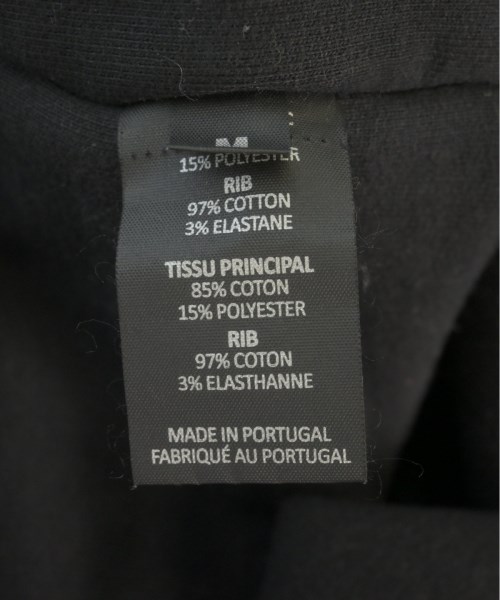 M
15% POLYESTER
RIB
97% COTTON
3% ELASTANE
TISSU PRINCIPAL
85% COTON
15% POLYESTER
RIB
97% COTON
3% ELASTHANNE
MADE IN PORTUGAL
FABRIQUÉ AU PORTUGAL